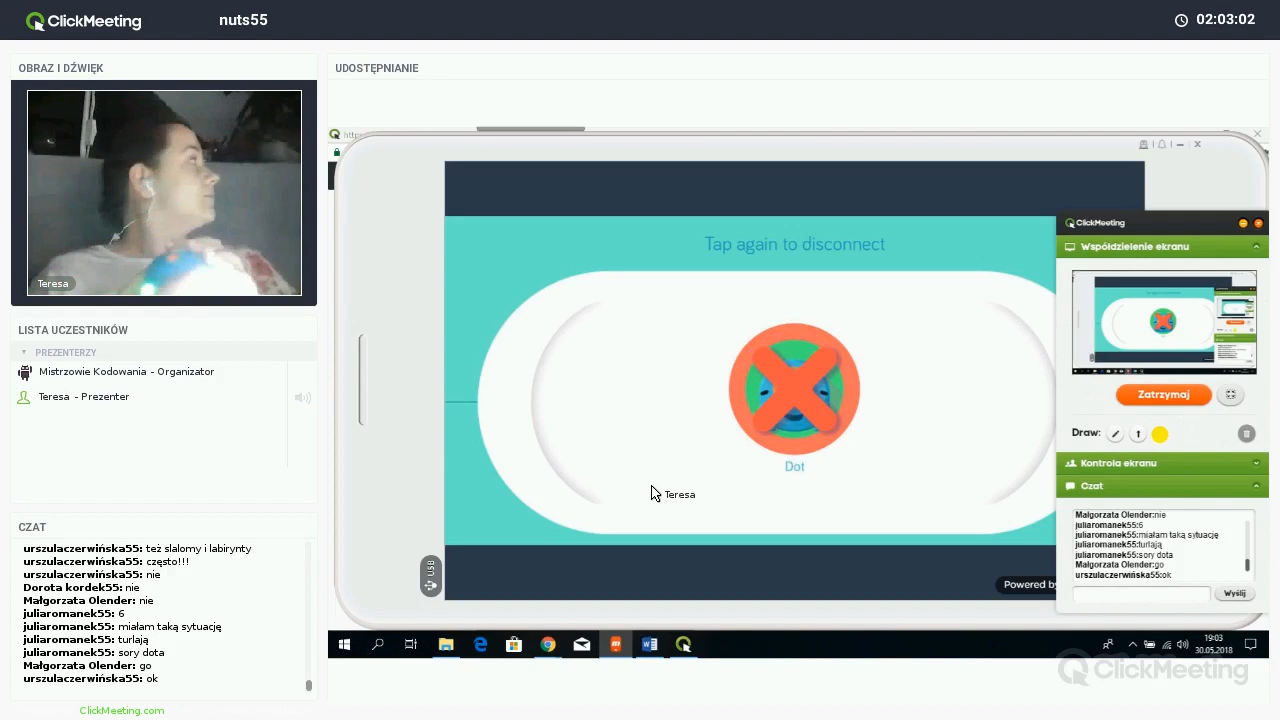 ClickMeeting
nuts55
02:03:02
OBRAZ I DŹWIĘK
Teresa
LISTA UCZESTNIKÓW
PREZENTERZY
Mistrzowie Kodowania - Organizator
Teresa - Prezenter
CZAT
urszulaczerwińska55: też slalomy i labirynty
urszulaczerwińska55: często!!!
urszulaczerwińska55: nie
Dorota kordek55: nie
Małgorzata Olender: nie
juliaromanek55: 6
juliaromanek55: miałam taką sytuację
juliaromanek55: turlają
juliaromanek55: sory dota
Małgorzata Olender: go
urszulaczerwińska55: ok
ClickMeeting.com
UDOSTĘPNIANIE
Tap again to disconnect
Dot
Teresa
USB
Powered by
ClickMeeting
Współdzielenie ekranu
Zatrzymaj
Draw:
Kontrola ekranu
Czat
Małgorzata Olender:nie
juliaromanek55:6
juliaromanek55:miałam taką sytuację
juliaromanek55:turlają
juliaromanek55:sory dota
Małgorzata Olender:go
urszulaczerwińska55:ok
Wyślij
19:03
30.05.2018
ClickMeeting